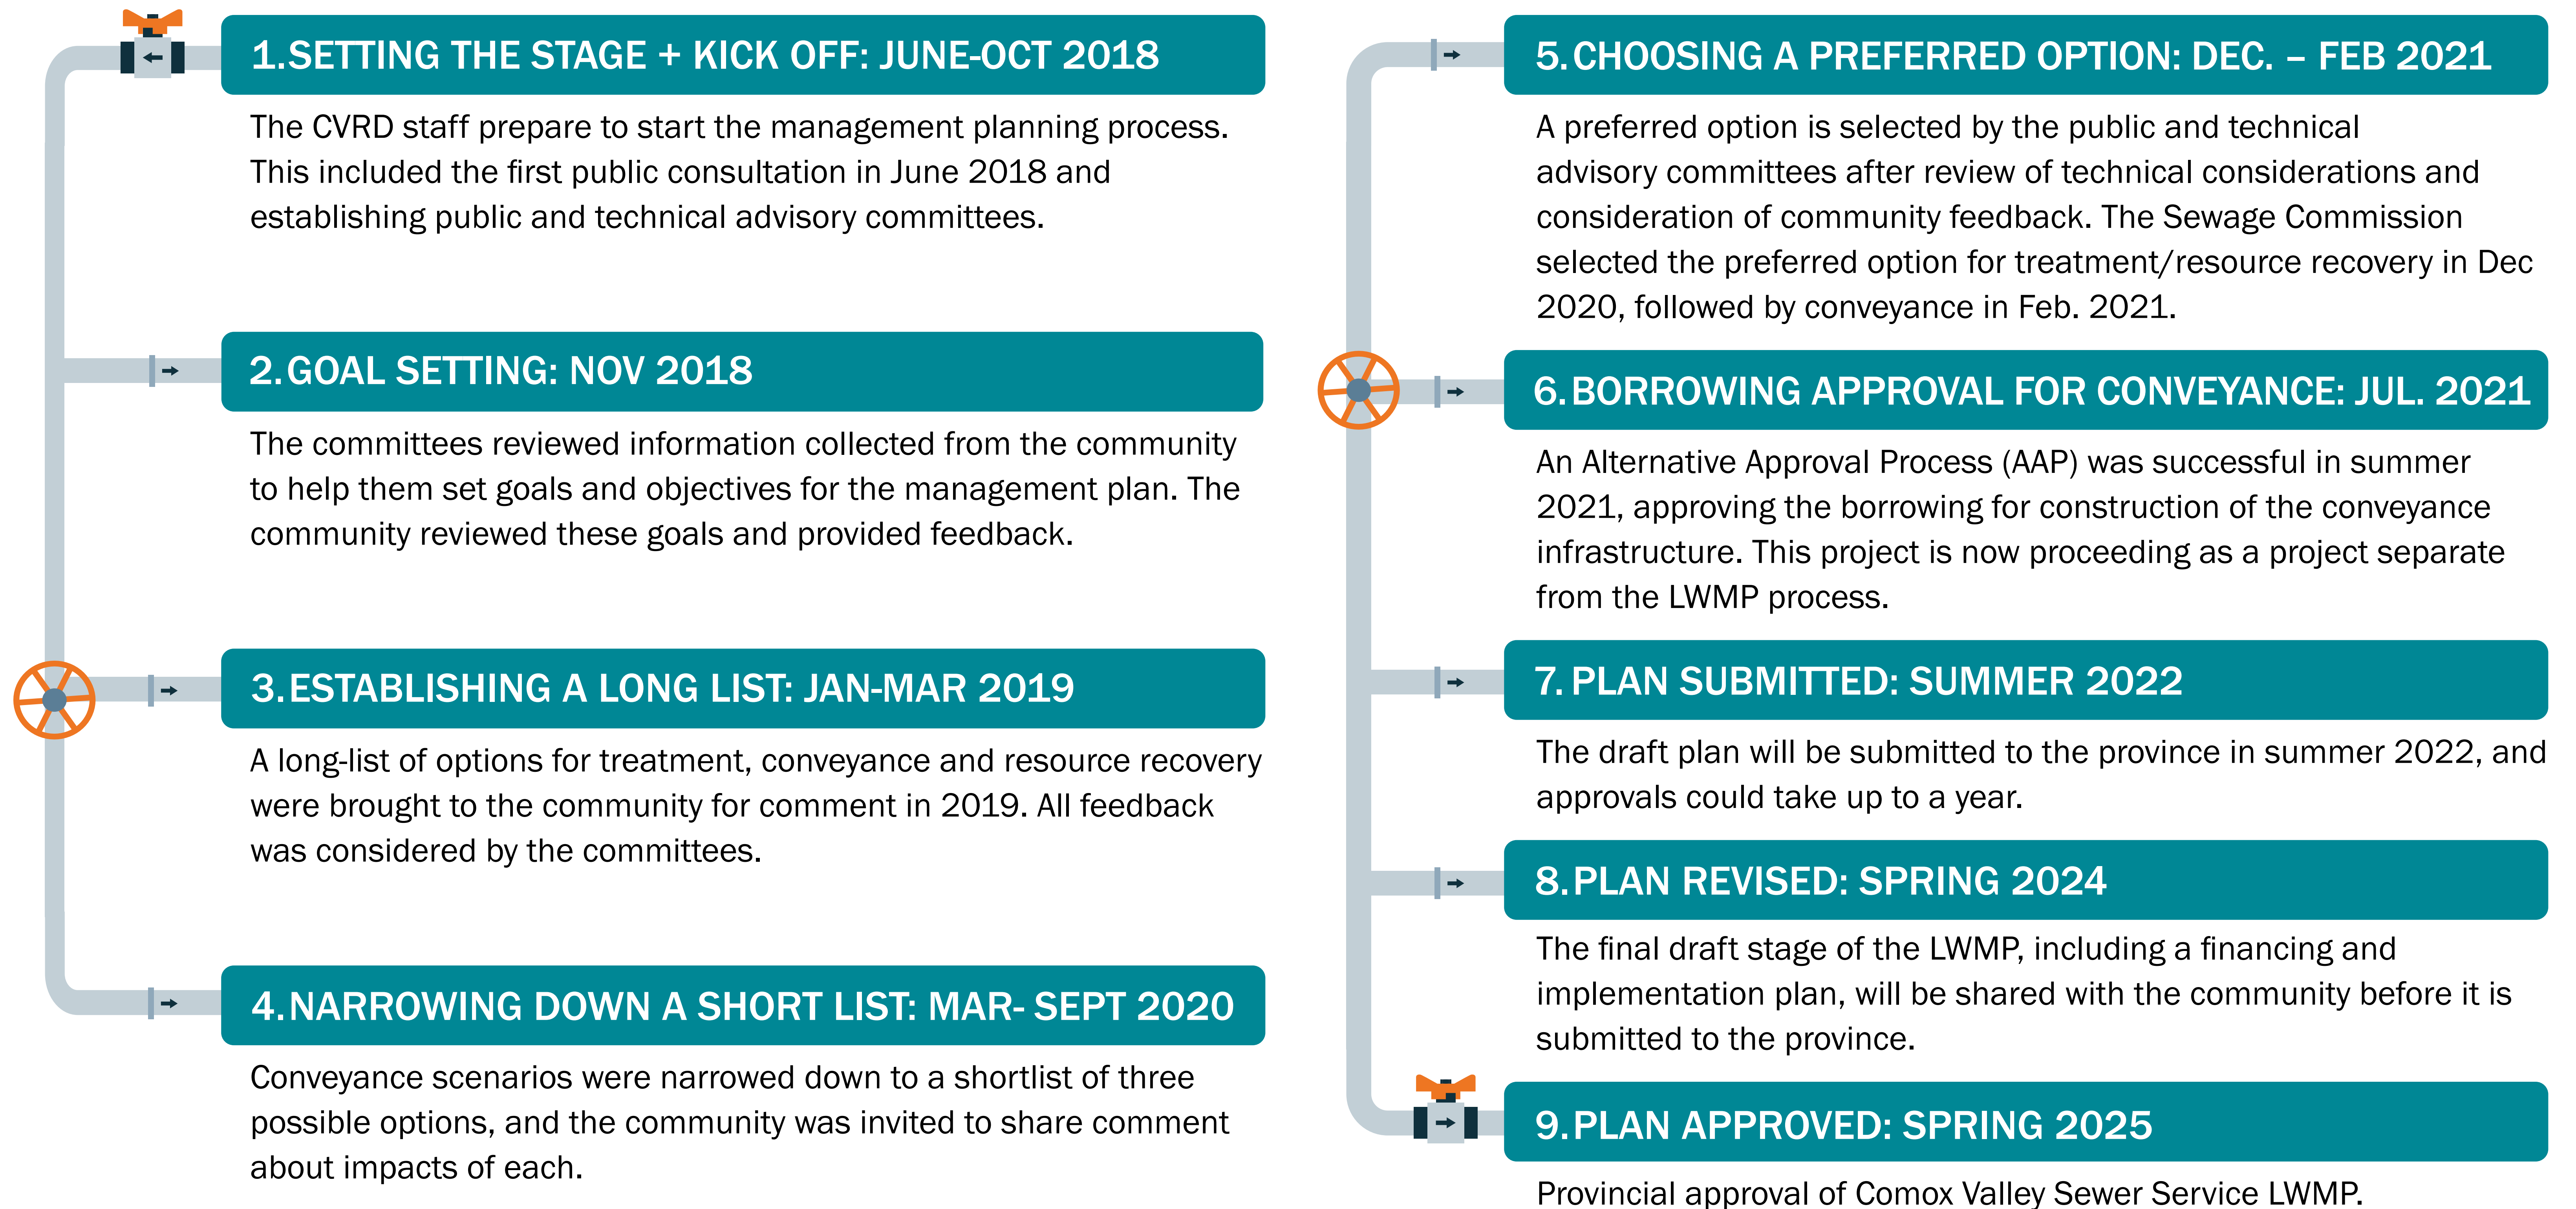 1.SETTING THE STAGE + KICK OFF: JUNE-OCT 2018
The CVRD staff prepare to start the management planning process.
This included the first public consultation in June 2018 and
establishing public and technical advisory committees.
2.GOAL SETTING: NOV 2018
The committees reviewed information collected from the community
to help them set goals and objectives for the management plan. The
community reviewed these goals and provided feedback.
3.ESTABLISHING A LONG LIST: JAN-MAR 2019
A long-list of options for treatment, conveyance and resource recovery
were brought to the community for comment in 2019. All feedback
was considered by the committees.
4.NARROWING DOWN A SHORT LIST: MAR- SEPT 2020
Conveyance scenarios were narrowed down to a shortlist of three
possible options, and the community was invited to share comment
about impacts of each.
5.CHOOSING A PREFERRED OPTION: DEC. – FEB 2021
A preferred option is selected by the public and technical
advisory committees after review of technical considerations and
consideration of community feedback. The Sewage Commission
selected the preferred option for treatment/resource recovery in Dec
2020, followed by conveyance in Feb. 2021.
6.BORROWING APPROVAL FOR CONVEYANCE: JUL. 2021
An Alternative Approval Process (AAP) was successful in summer
2021, approving the borrowing for construction of the conveyance
infrastructure. This project is now proceeding as a project separate
from the LWMP process.
7. PLAN SUBMITTED: SUMMER 2022
The draft plan will be submitted to the province in summer 2022, and
approvals could take up to a year.
8.PLAN REVISED: SPRING 2024
The final draft stage of the LWMP, including a financing and
implementation plan, will be shared with the community before it is
submitted to the province.
9.PLAN APPROVED: SPRING 2025
Provincial approval of Comox Valley Sewer Service LWMP.